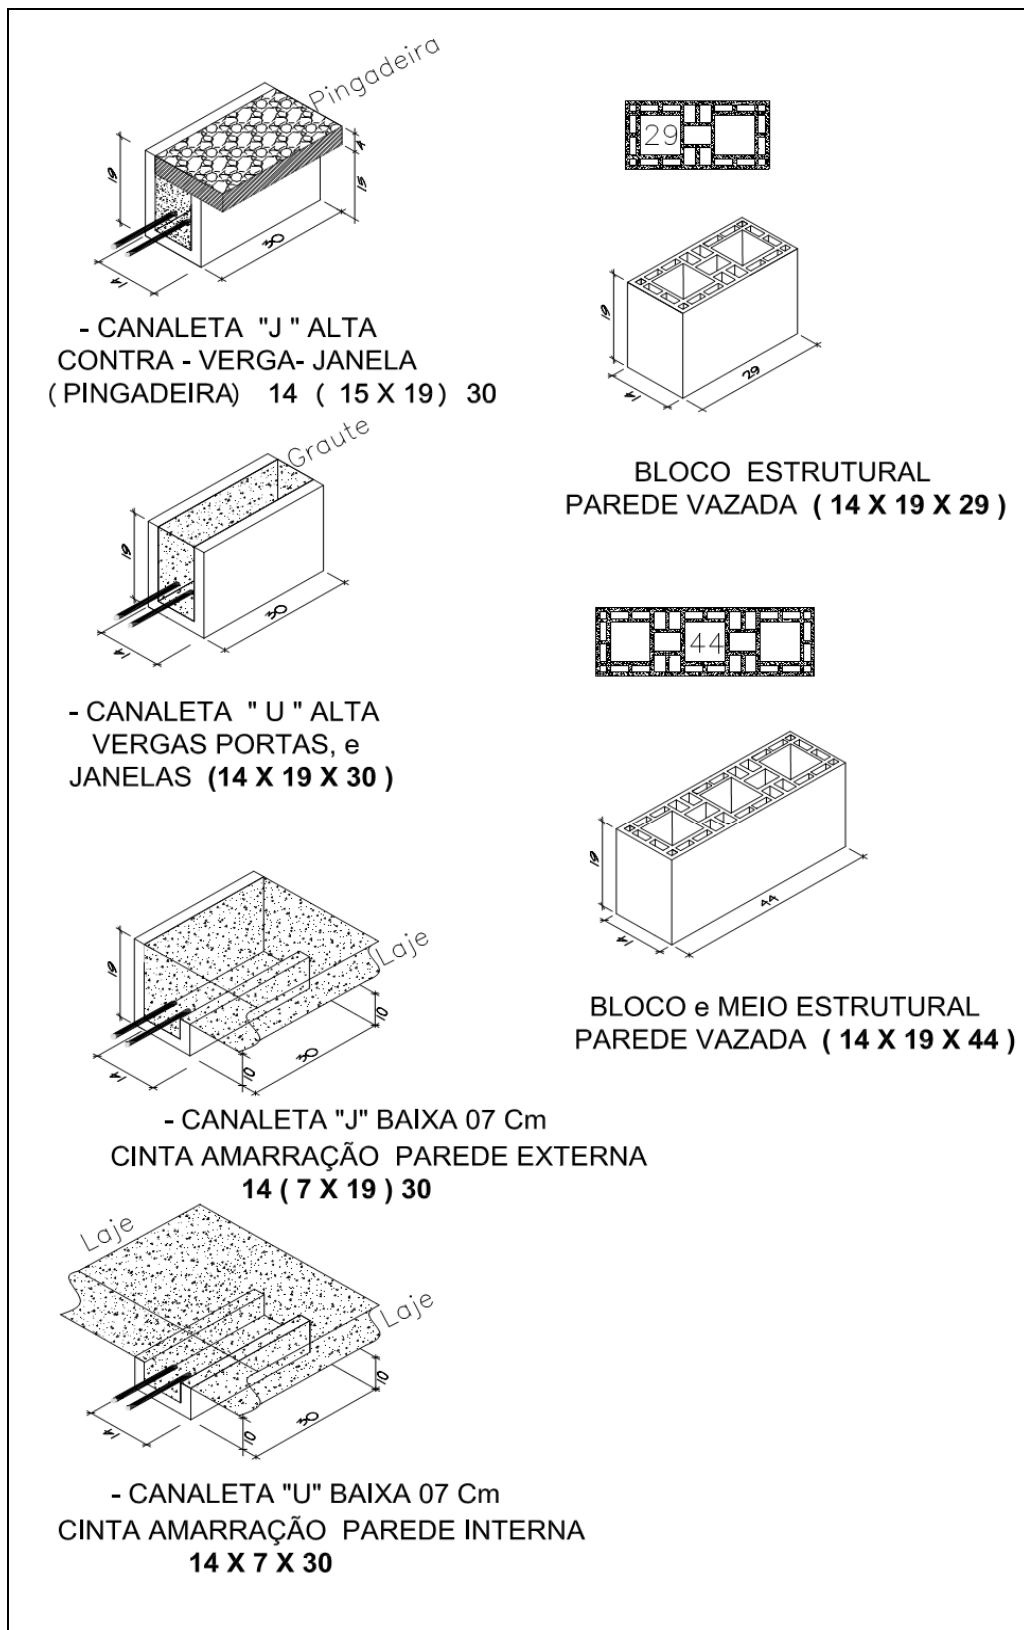 Pingadeira
19
4
15
30
14
- CANALETA "J " ALTA
CONTRA - VERGA- JANELA
( PINGADEIRA) 14 ( 15 X 19) 30
Graute
19
30
14
- CANALETA " U " ALTA
VERGAS PORTAS, e
JANELAS (14 X 19 X 30 )
19
Laje
10
30
10
14
- CANALETA "J" BAIXA 07 Cm
CINTA AMARRAÇÃO PAREDE EXTERNA
14 ( 7 X 19 ) 30
Laje
Laje
10
30
10
14
- CANALETA "U" BAIXA 07 Cm
CINTA AMARRAÇÃO PAREDE INTERNA
14 X 7 X 30
29
19
29
14
BLOCO ESTRUTURAL
PAREDE VAZADA ( 14 X 19 X 29 )
44
19
44
14
BLOCO e MEIO ESTRUTURAL
PAREDE VAZADA ( 14 X 19 X 44 )